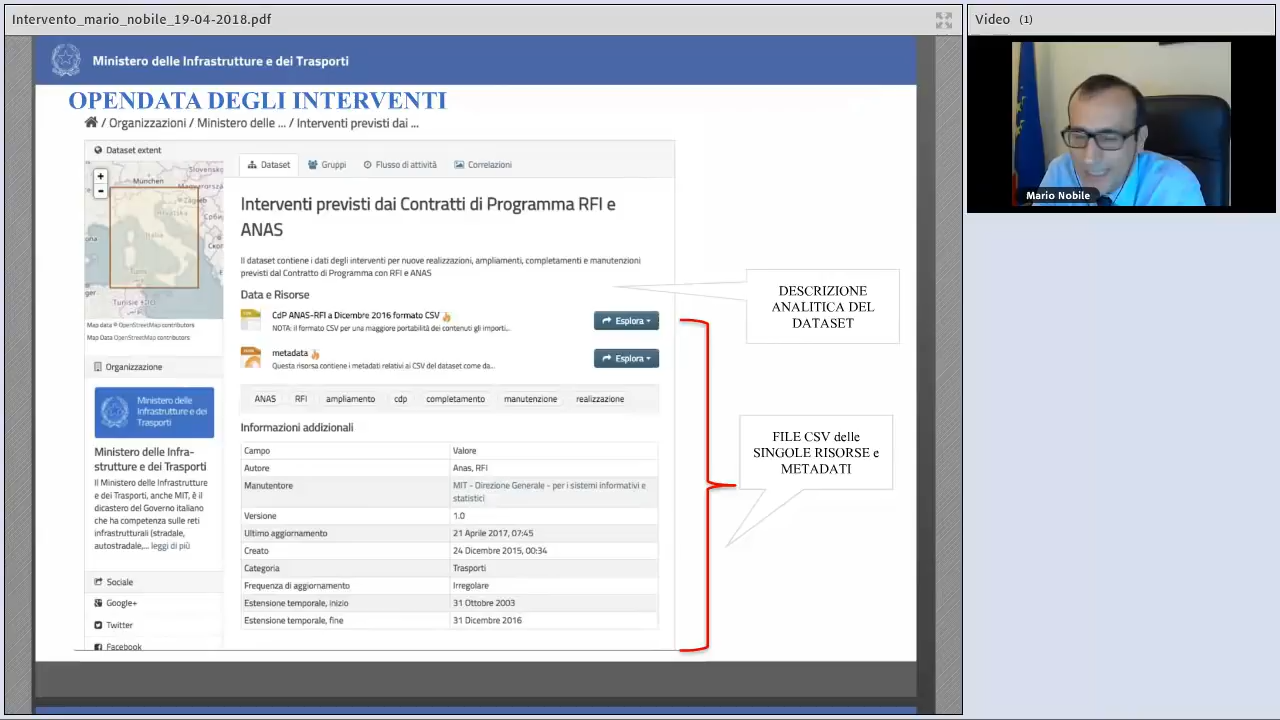 Intervento_mario_nobile_19-04-2018.pdf
Video (1)
Ministero delle Infrastrutture e dei Trasporti
Mario Nobile
OPENDATA DEGLI INTERVENTI
/ Organizzazioni / Ministero delle ... / Interventi previsti dai ...
Dataset extent
+
-
München
Slovensko
Magyarország
Zagreb
Hrvatska
Italia
Tunis
Tunisie
Map data © OpenStreetMap contributors
Map Data OpenStreetMap contributors
Organizzazione
Ministero delle
Infrastrutture e dei
Trasporti
Ministero delle Infra-
strutture e dei Trasporti
Il Ministero delle Infrastrutture
e dei Trasporti, anche MIT, è il
dicastero del Governo italiano
che ha competenza sulle reti
infrastrutturali (stradale,
autostradale,... leggi di più
Sociale
Google+
Twitter
Facebook
Dataset Gruppi Flusso di attività Correlazioni
Interventi previsti dai Contratti di Programma RFI e
ANAS
Il dataset contiene i dati degli interventi per nuove realizzazioni, ampliamenti, completamenti e manutenzioni
previsti dal Contratto di Programma con RFI e ANAS
Data e Risorse
CdP ANAS-RFI a Dicembre 2016 formato CSV
NOTA: il formato CSV per una maggiore portabilità dei contenuti gli importi...
Esplora
metadata
Questa risorsa contiene i metadati relativi al CSV del dataset come da...
Esplora
ANAS RFI ampliamento cdp completamento manutenzione realizzazione
Informazioni addizionali
Campo Valore
Autore Anas, RFI
Manutentore MIT - Direzione Generale - per i sistemi informativi e
statistici
Versione 1.0
Ultimo aggiornamento 21 Aprile 2017, 07:45
Creato 24 Dicembre 2015, 00:34
Categoria Trasporti
Frequenza di aggiornamento Irregolare
Estensione temporale, inizio 31 Ottobre 2003
Estensione temporale, fine 31 Dicembre 2016
DESCRIZIONE
ANALITICA DEL
DATASET
FILE CSV delle
SINGOLE RISORSE e
METADATI